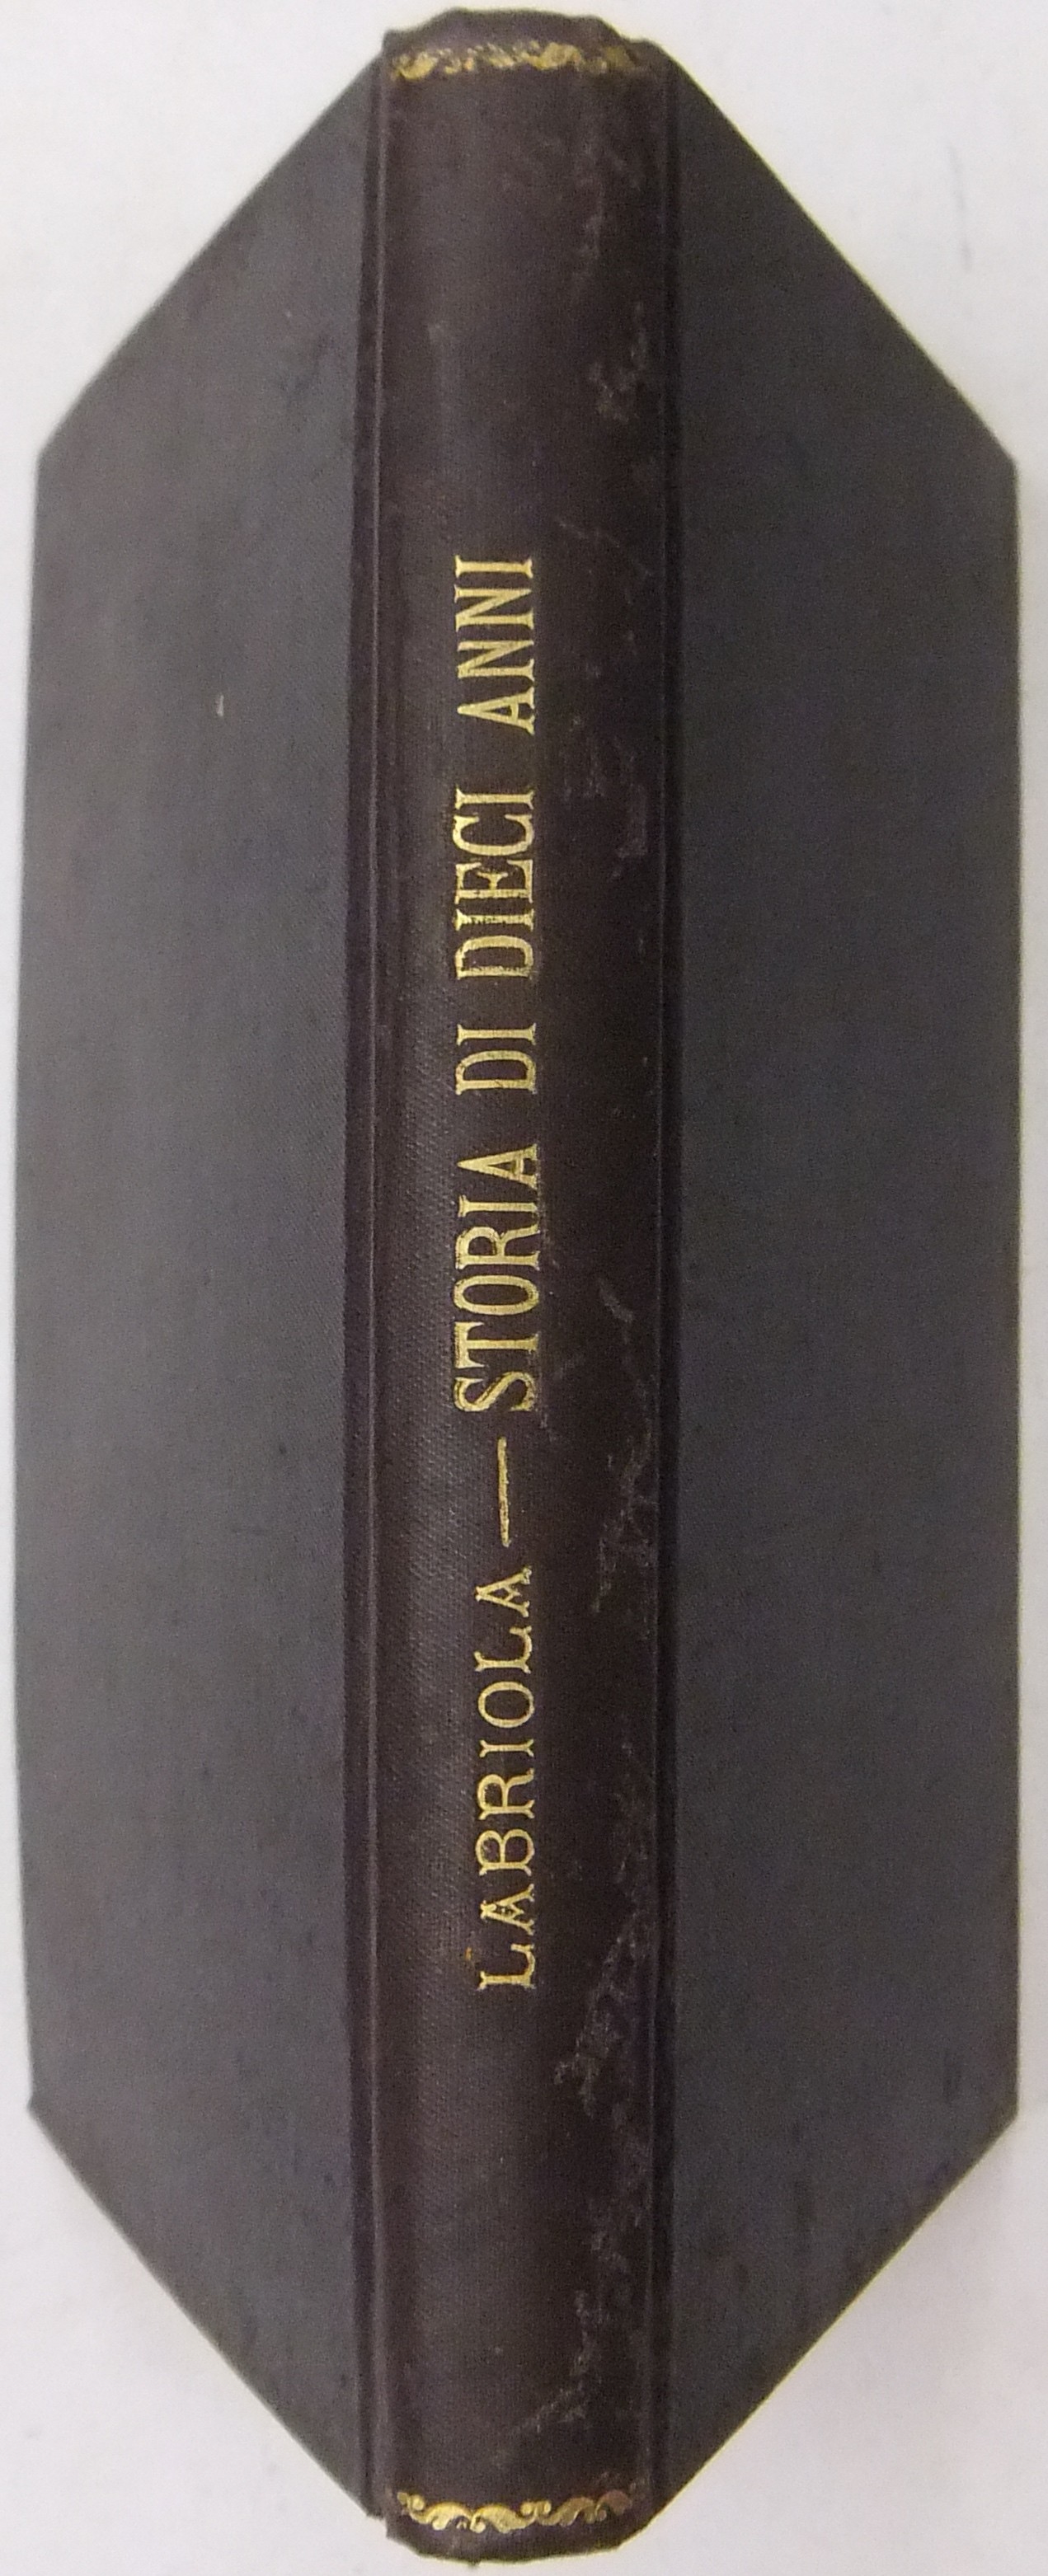 LABRIOLA — STORIA DI DIECI ANNI